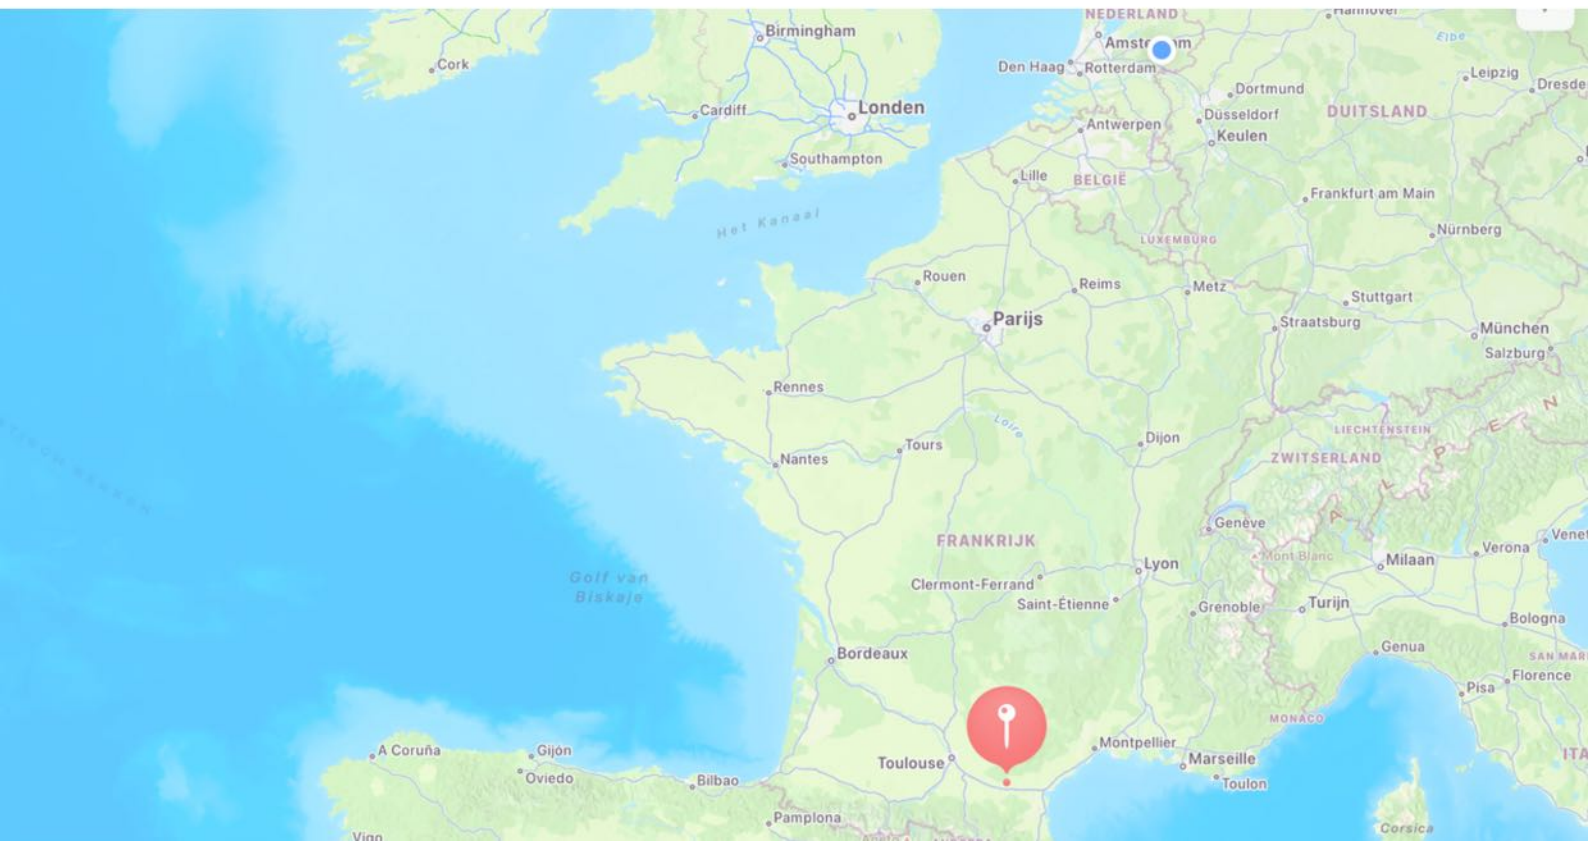 NEDERLAND
Hannover
Birmingham
Elbe
Cork
Den Haag
Rotterdam
Leipzig
Dortmund
Cardiff
Londen
Düsseldorf
DUITSLAND
Antwerpen
Keulen
Southampton
Lille
BELGIË
Frankfurt am Main
Het Kanaal
Nürnberg
LUXEMBURG
Rouen
Reims
Metz
Stuttgart
Parijs
Straatsburg
München
Salzburg
Rennes
Loire
LIECHTENSTEIN
Dijon
Tours
Nantes
ZWITSERLAND
ALPEN
Genève
FRANKRIJK
Mont Blanc
Verona
Lyon
Milaan
Golf van
Biskaje
Clermont-Ferrand
Saint-Étienne
Grenoble
Turijn
Bologna
Bordeaux
Genua
Florence
Pisa
MONACO
Montpellier
A Coruña
Gijón
Toulouse
Marseille
Oviedo
Bilbao
Toulon
Pamplona
Corsica
Vigo